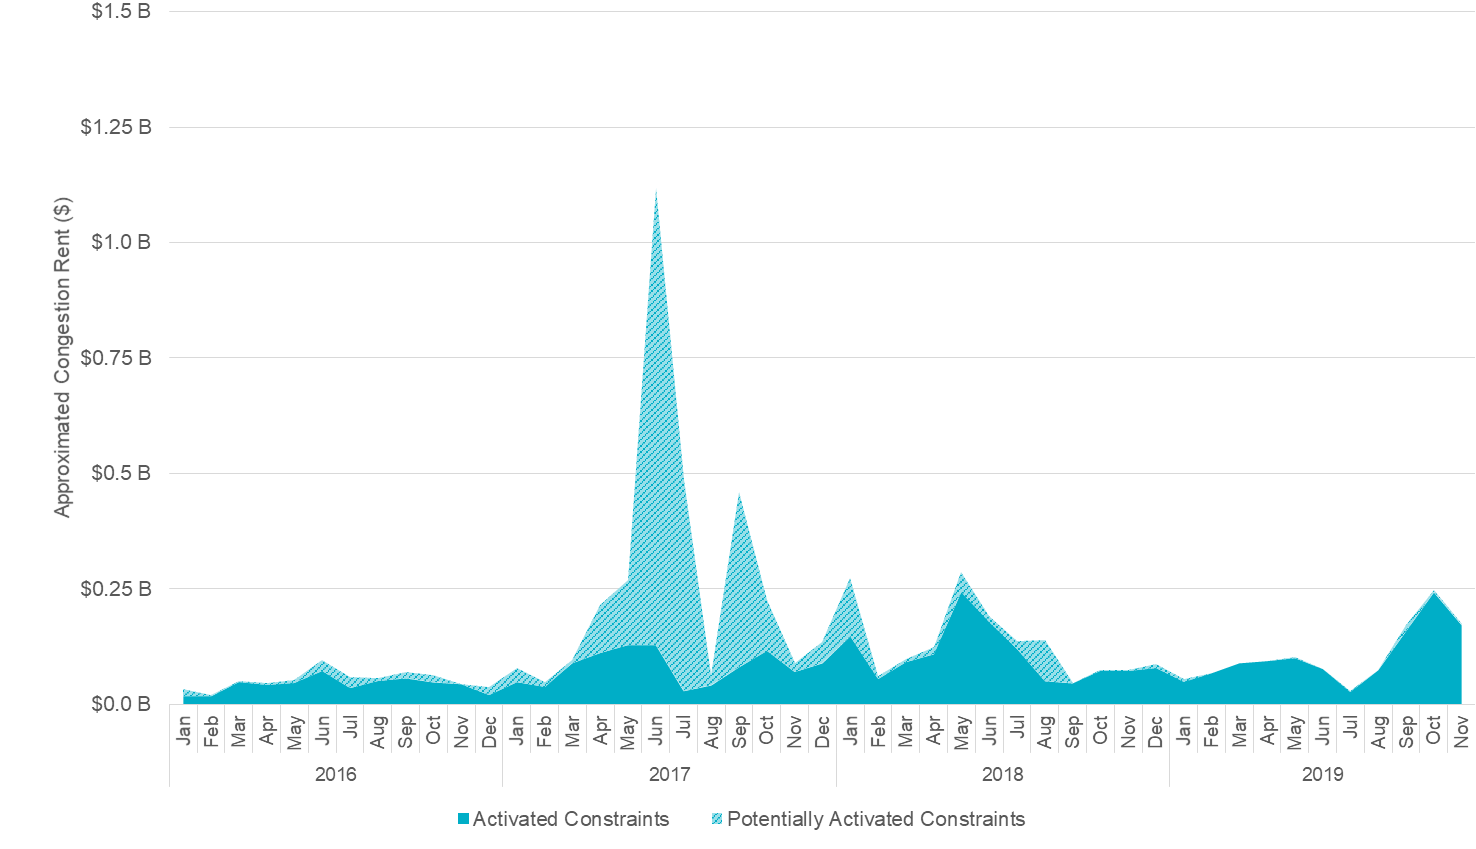 $1.5 B
$1.25 B
$1.0 B
$0.75 B
$0.5 B
$0.25 B
$0.0 B
Approximated Congestion Rent ($)
Jan Feb Mar Apr May Jun Jul Aug Sep Oct Nov Dec Jan Feb Mar Apr May Jun Jul Aug Sep Oct Nov Dec Jan Feb Mar Apr May Jun Jul Aug Sep Oct Nov Dec Jan Feb Mar Apr May Jun Jul Aug Sep Oct Nov
2016 2017 2018 2019
Activated Constraints Potentially Activated Constraints